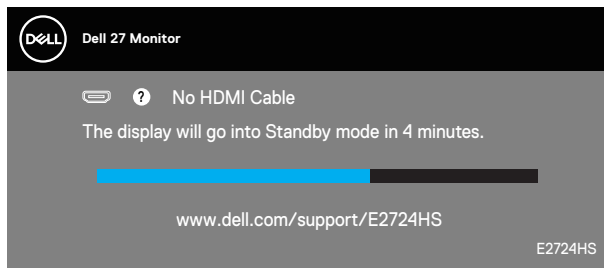 DELL
Dell 27 Monitor
? No HDMI Cable
The display will go into Standby mode in 4 minutes.
www.dell.com/support/E2724HS
E2724HS